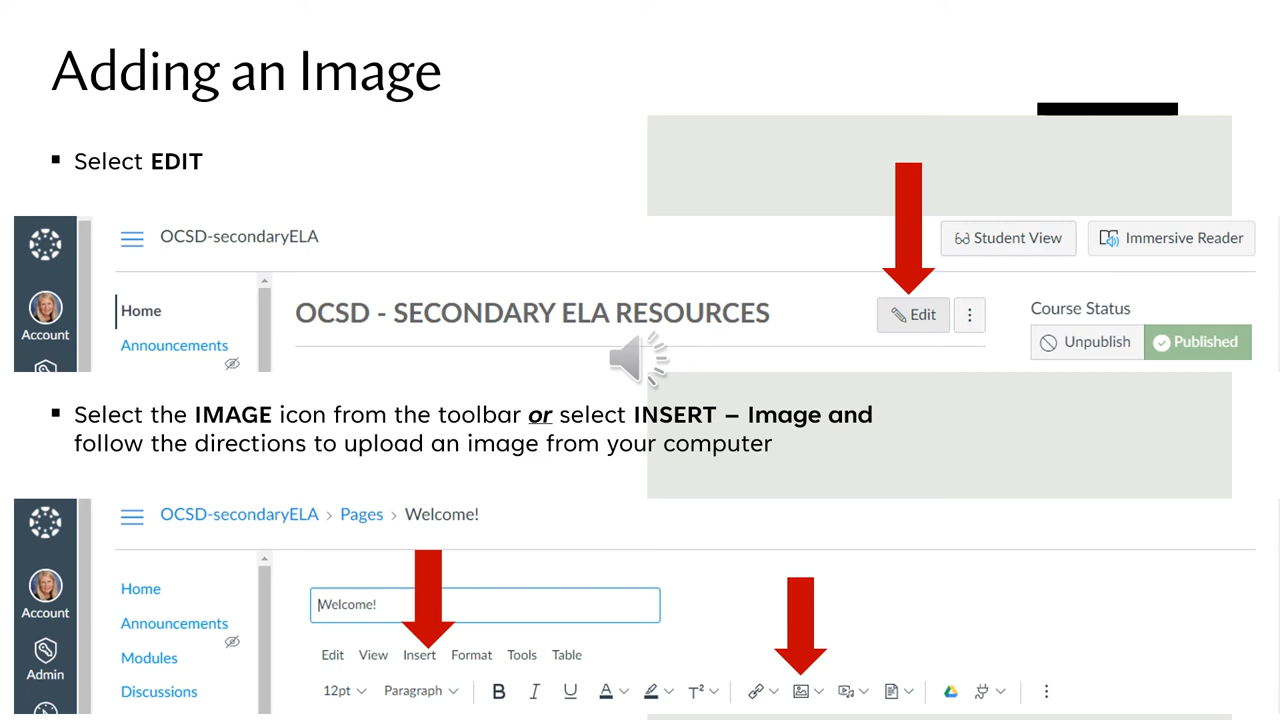 Adding an Image
▪ Select EDIT
OCSD-secondaryELA
Student View
Immersive Reader
Account
Home
Announcements
OCSD - SECONDARY ELA RESOURCES
Edit
Course Status
Unpublish
Published
▪ Select the IMAGE icon from the toolbar or select INSERT – Image and
follow the directions to upload an image from your computer
OCSD-secondaryELA > Pages > Welcome!
Account
Admin
Home
Announcements
Modules
Discussions
Welcome!
Edit View Insert Format Tools Table
12pt Paragraph B I U A T²